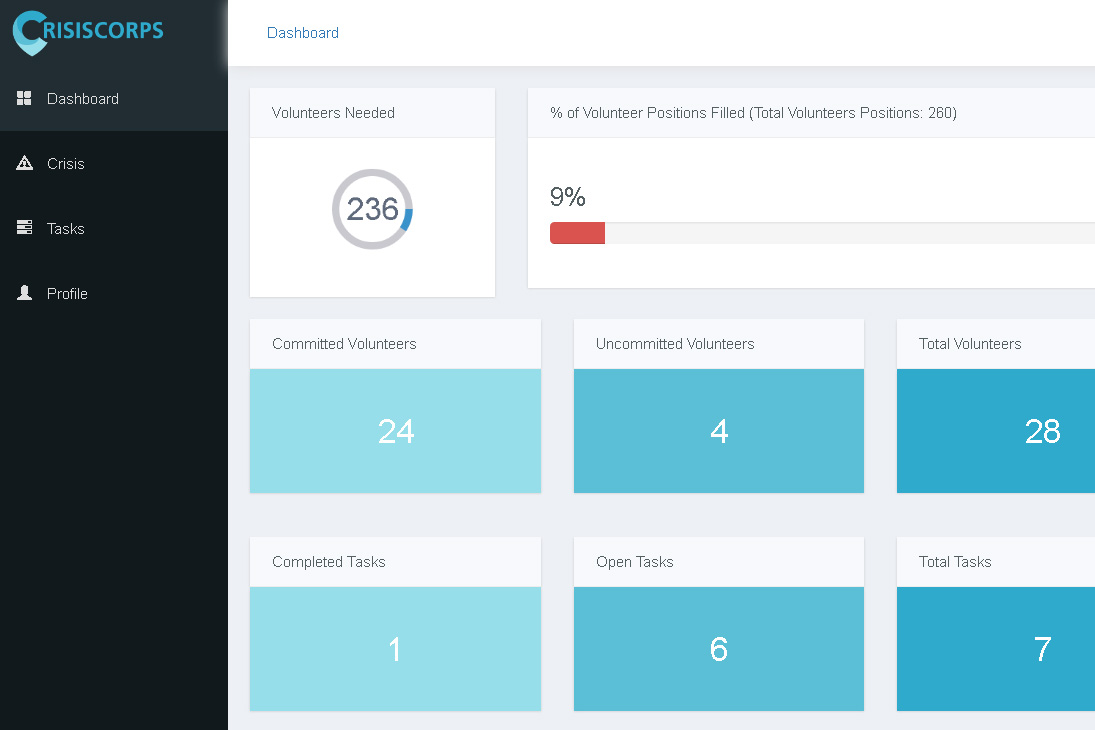 CRISISCORPS
Dashboard
Dashboard
Crisis
Tasks
Profile
Volunteers Needed
% of Volunteer Positions Filled (Total Volunteers Positions: 260)
236
9%
Committed Volunteers
Uncommitted Volunteers
Total Volunteers
24
4
28
Completed Tasks
Open Tasks
Total Tasks
1
6
7